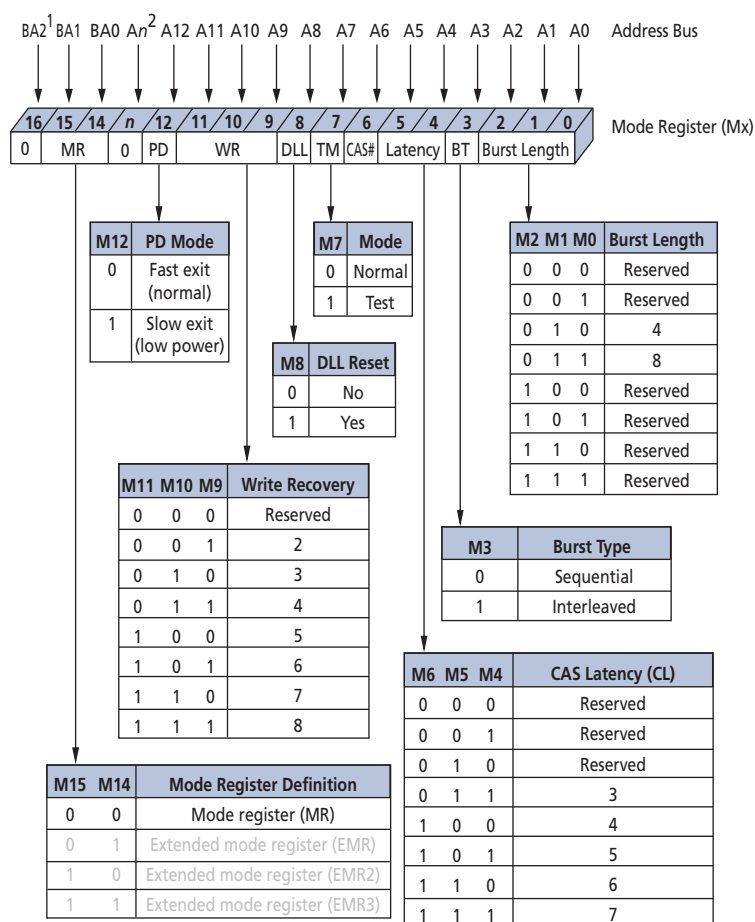 BA2¹ BA1 BA0 An² A12 A11 A10 A9 A8 A7 A6 A5 A4 A3 A2 A1 A0 Address Bus
16 15 14 n 12 11 10 9 8 7 6 5 4 3 2 1 0 Mode Register (Mx)
0 MR 0 PD WR DLL TM CAS# Latency BT Burst Length
M12 PD Mode
0 Fast exit
(normal)
1 Slow exit
(low power)
M7 Mode
0 Normal
1 Test
M2 M1 M0 Burst Length
0 0 0 Reserved
0 0 1 Reserved
0 1 0 4
0 1 1 8
1 0 0 Reserved
1 0 1 Reserved
1 1 0 Reserved
1 1 1 Reserved
M8 DLL Reset
0 No
1 Yes
M11 M10 M9 Write Recovery
0 0 0 Reserved
0 0 1 2
0 1 0 3
0 1 1 4
1 0 0 5
1 0 1 6
1 1 0 7
1 1 1 8
M3 Burst Type
0 Sequential
1 Interleaved
M6 M5 M4 CAS Latency (CL)
0 0 0 Reserved
0 0 1 Reserved
0 1 0 Reserved
0 1 1 3
1 0 0 4
1 0 1 5
1 1 0 6
1 1 1 7
M15 M14 Mode Register Definition
0 0 Mode register (MR)
0 1 Extended mode register (EMR)
1 0 Extended mode register (EMR2)
1 1 Extended mode register (EMR3)